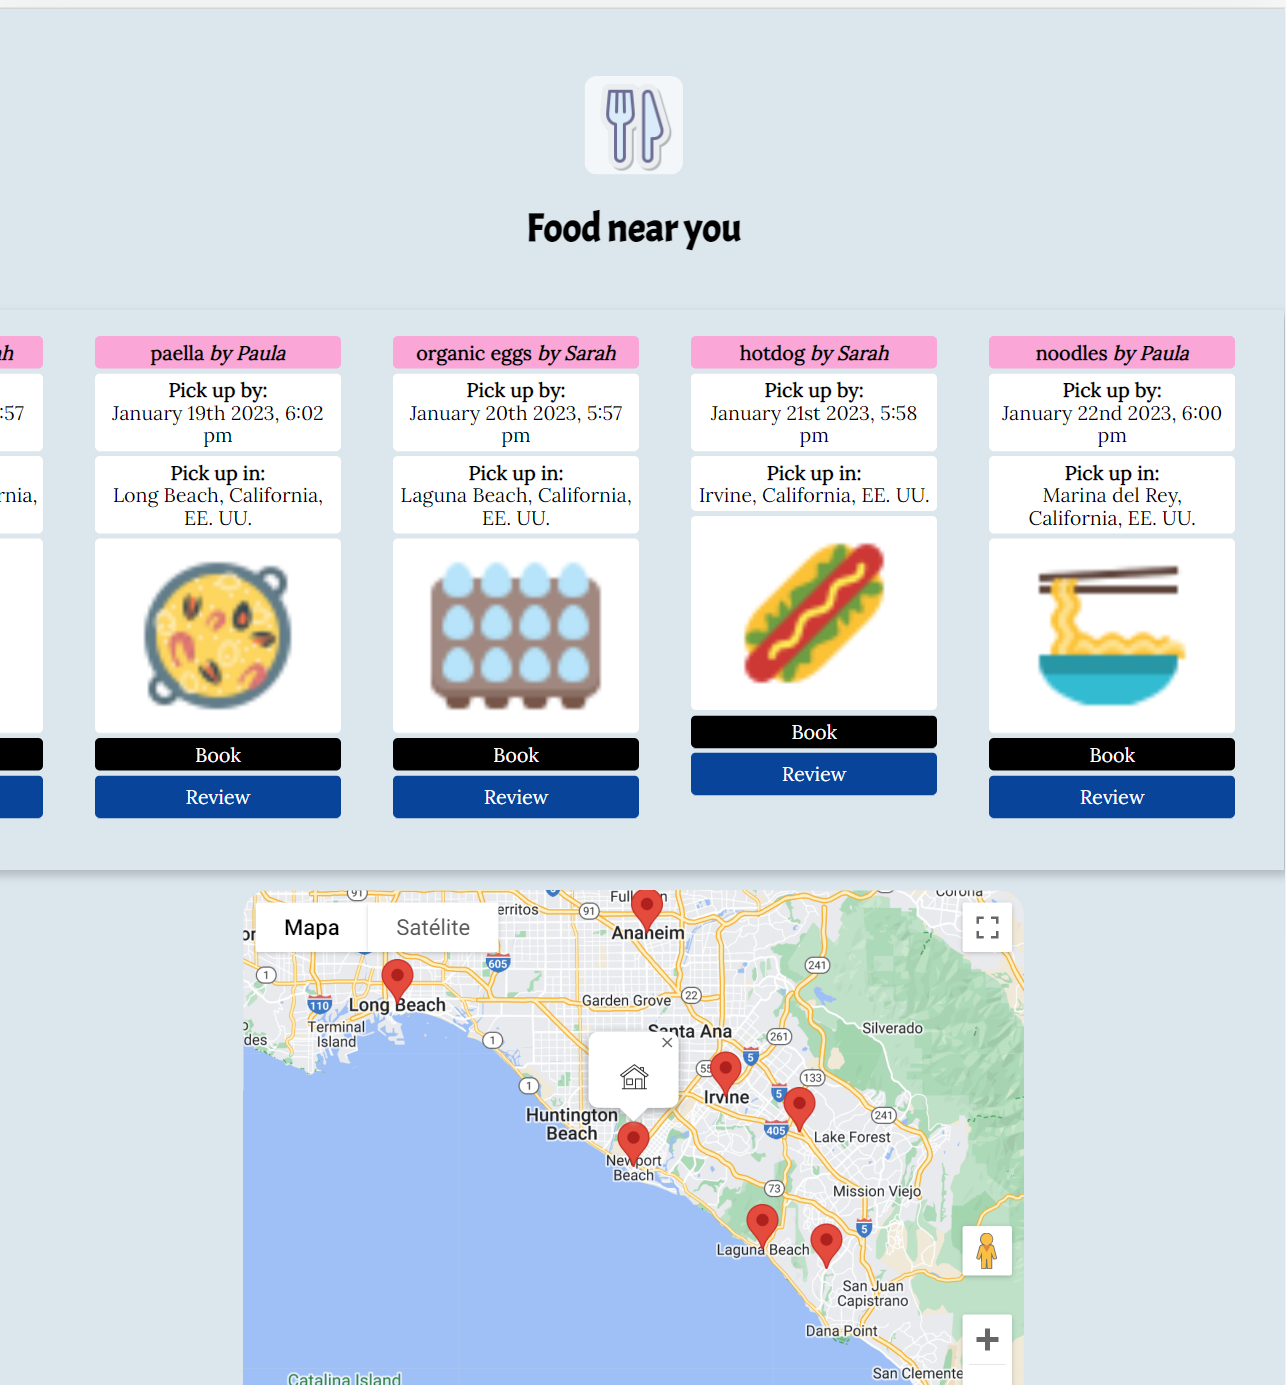 Food near you
paella by Paula
Pick up by:
January 19th 2023, 6:02
pm
Pick up in:
Long Beach, California,
EE. UU.
Book
Review
organic eggs by Sarah
Pick up by:
January 20th 2023, 5:57
pm
Pick up in:
Laguna Beach, California,
EE. UU.
Book
Review
hotdog by Sarah
Pick up by:
January 21st 2023, 5:58
pm
Pick up in:
Irvine, California, EE. UU.
Book
Review
noodles by Paula
Pick up by:
January 22nd 2023, 6:00
pm
Pick up in:
Marina del Rey,
California, EE. UU.
Book
Review
:57
Mapa
Satélite
91
91
Corona
Anaheim
1
605
241
110
Long Beach
Garden Grove
22
Terminal
Island
1
Santa Ana
261
Silverado
55
5
133
1
Irvine
5
241
Huntington
Beach
405
Lake Forest
Newport
Beach
73
Mission Viejo
5
Laguna Beach
San Juan
Capistrano
Dana Point
San Clemente
Catalina Island